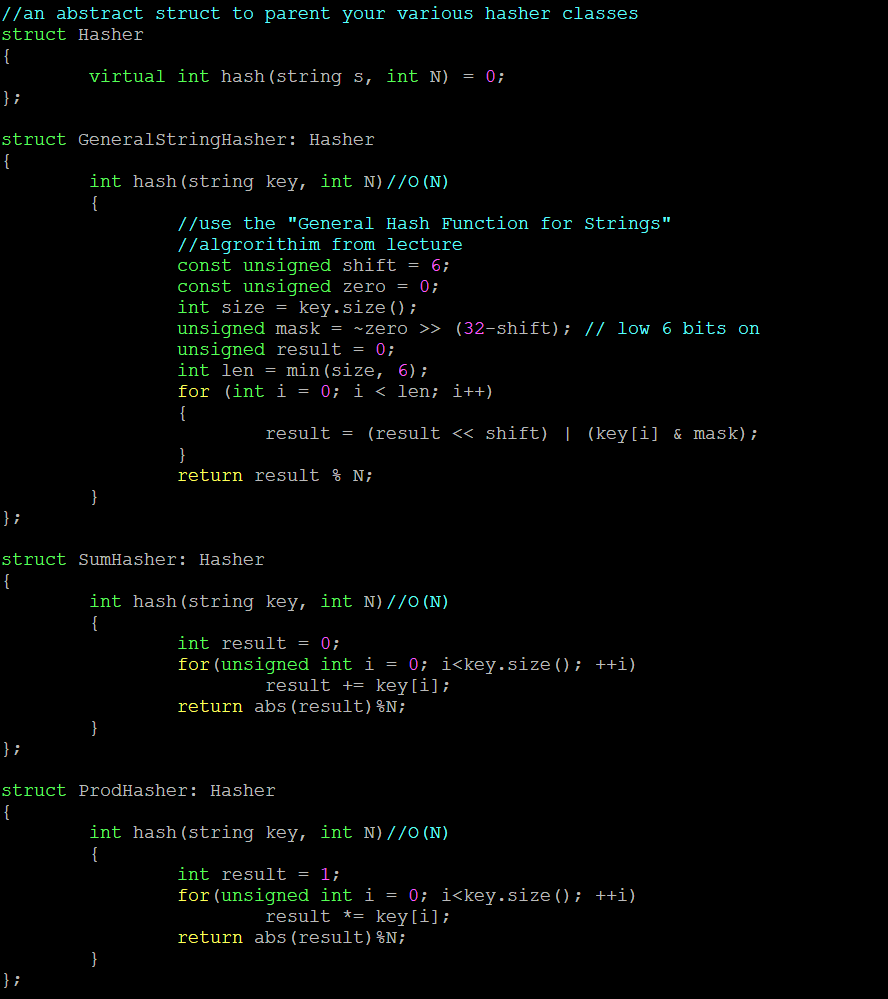 //an abstract struct to parent your various hasher classes
struct Hasher
{
        virtual int hash(string s, int N) = 0;
};

struct GeneralStringHasher: Hasher
{
        int hash(string key, int N)//O(N)
        {
                //use the "General Hash Function for Strings"
                //algrorithim from lecture
                const unsigned shift = 6;
                const unsigned zero = 0;
                int size = key.size();
                unsigned mask = ~zero >> (32-shift); // low 6 bits on
                unsigned result = 0;
                int len = min(size, 6);
                for (int i = 0; i < len; i++)
                {
                        result = (result << shift) | (key[i] & mask);
                }
                return result % N;
        }
};

struct SumHasher: Hasher
{
        int hash(string key, int N)//O(N)
        {
                int result = 0;
                for(unsigned int i = 0; i<key.size(); ++i)
                        result += key[i];
                return abs(result)%N;
        }
};

struct ProdHasher: Hasher
{
        int hash(string key, int N)//O(N)
        {
                int result = 1;
                for(unsigned int i = 0; i<key.size(); ++i)
                        result *= key[i];
                return abs(result)%N;
        }
};